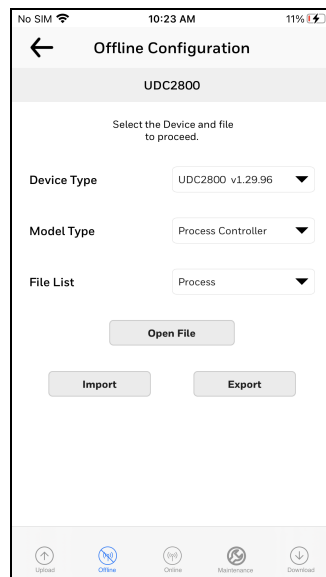 No SIM 10:23 AM 11%
Offline Configuration
UDC2800
Select the Device and file
to proceed.
Device Type UDC2800 v1.29.96
Model Type Process Controller
File List Process
Open File
Import Export
Upload Offline Online Maintenance Download